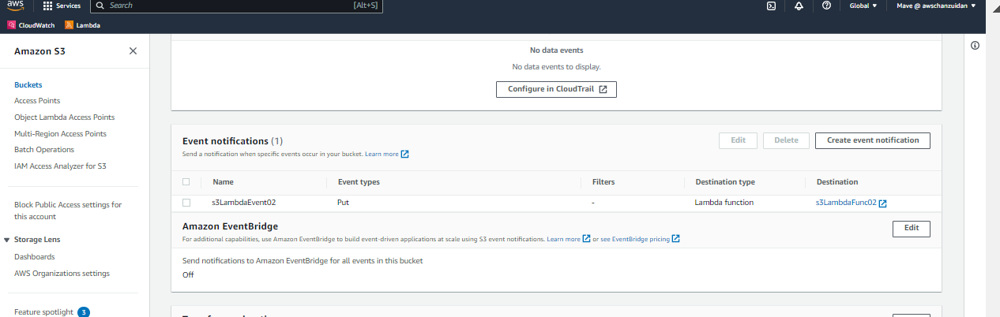 aws
Services
Search
[Alt+S]
Global
Mave @ awschanzuidan
CloudWatch
Lambda
Amazon S3
Buckets
Access Points
Object Lambda Access Points
Multi-Region Access Points
Batch Operations
IAM Access Analyzer for S3
Block Public Access settings for
this account
Storage Lens
Dashboards
AWS Organizations settings
Feature spotlight 3
No data events
No data events to display.
Configure in CloudTrail
Event notifications (1)
Send a notification when specific events occur in your bucket. Learn more
Edit
Delete
Create event notification
Name Event types Filters Destination type Destination
s3LambdaEvent02 Put - Lambda function s3LambdaFunc02
Amazon EventBridge
For additional capabilities, use Amazon EventBridge to build event-driven applications at scale using S3 event notifications. Learn more or see EventBridge pricing
Edit
Send notifications to Amazon EventBridge for all events in this bucket
Off